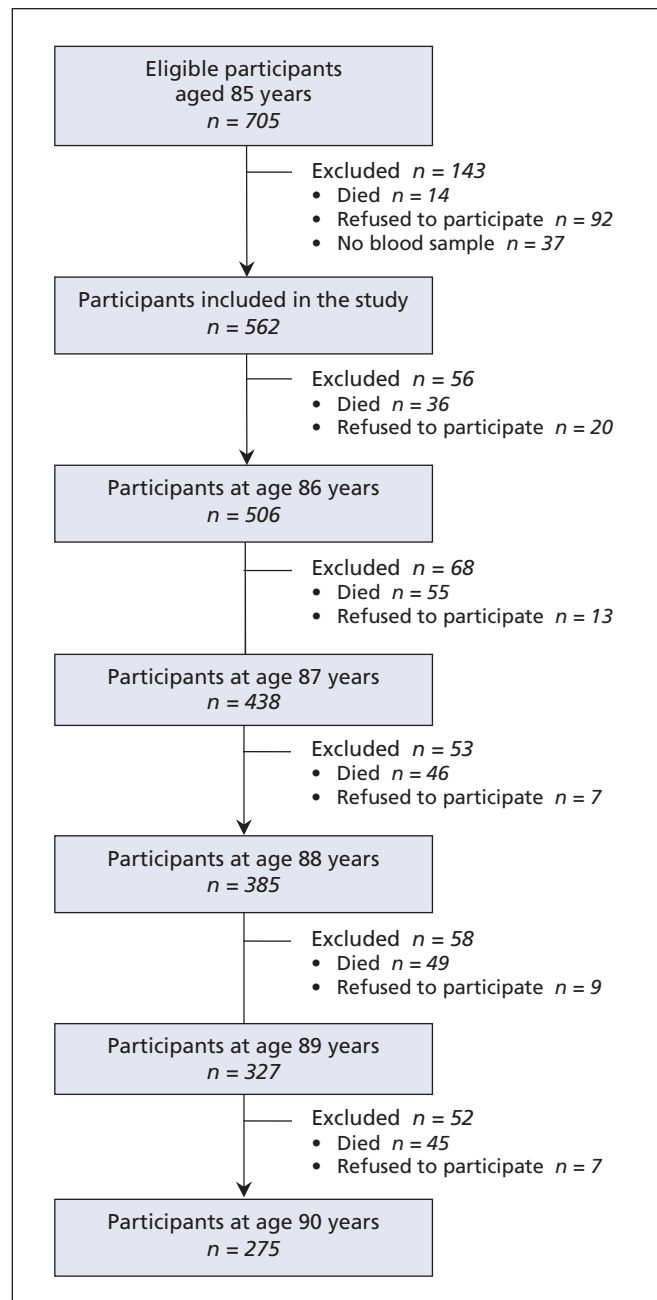 Eligible participants
aged 85 years
n = 705
Excluded n = 143
• Died n = 14
• Refused to participate n = 92
• No blood sample n = 37
Participants included in the study
n = 562
Excluded n = 56
• Died n = 36
• Refused to participate n = 20
Participants at age 86 years
n = 506
Excluded n = 68
• Died n = 55
• Refused to participate n = 13
Participants at age 87 years
n = 438
Excluded n = 53
• Died n = 46
• Refused to participate n = 7
Participants at age 88 years
n = 385
Excluded n = 58
• Died n = 49
• Refused to participate n = 9
Participants at age 89 years
n = 327
Excluded n = 52
• Died n = 45
• Refused to participate n = 7
Participants at age 90 years
n = 275